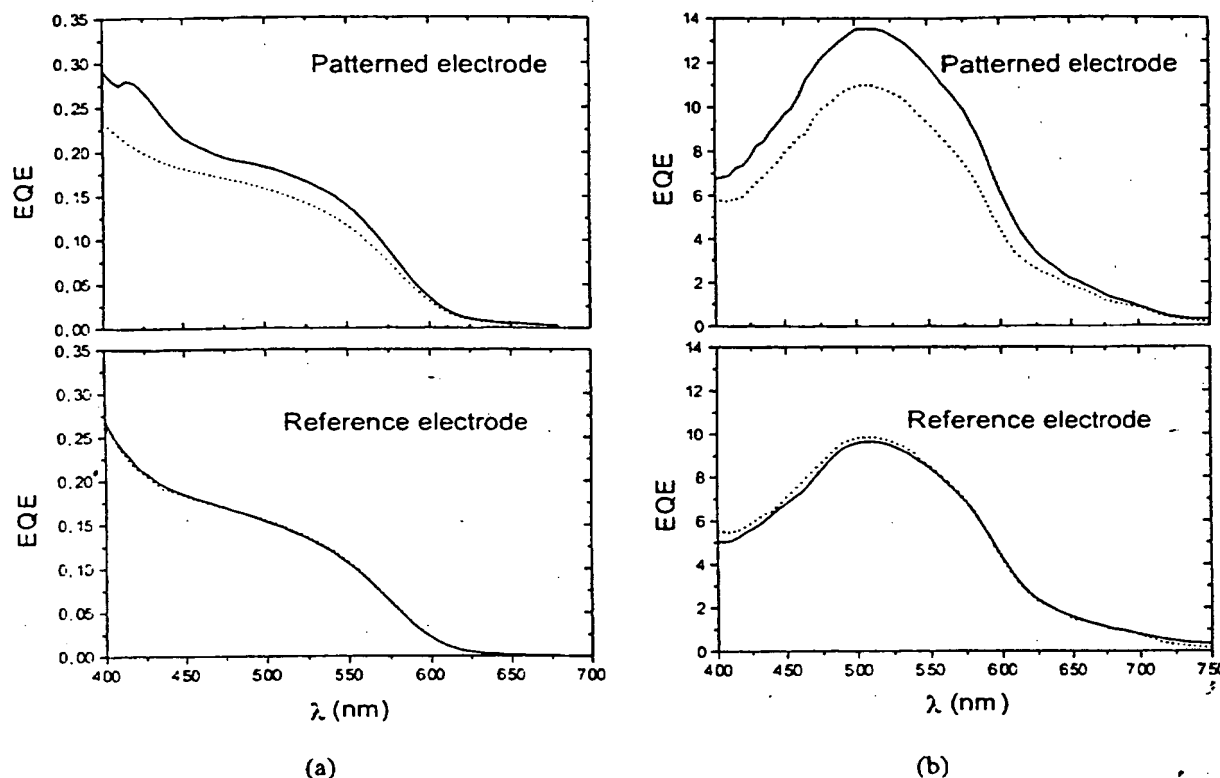 0.35
0.30
0.25
0.20
0.15
0.10
0.05
0.00
EQE
Patterned electrode
0.35
0.30
0.25
0.20
0.15
0.10
0.05
0.00
EQE
Reference electrode
400 450 500 550 600 650 700
λ (nm)
(a)
14
12
10
8
6
4
2
0
EQE
Patterned electrode
14
12
10
8
6
4
2
0
EQE
Reference electrode
400 450 500 550 600 650 700 750
λ (nm)
(b)